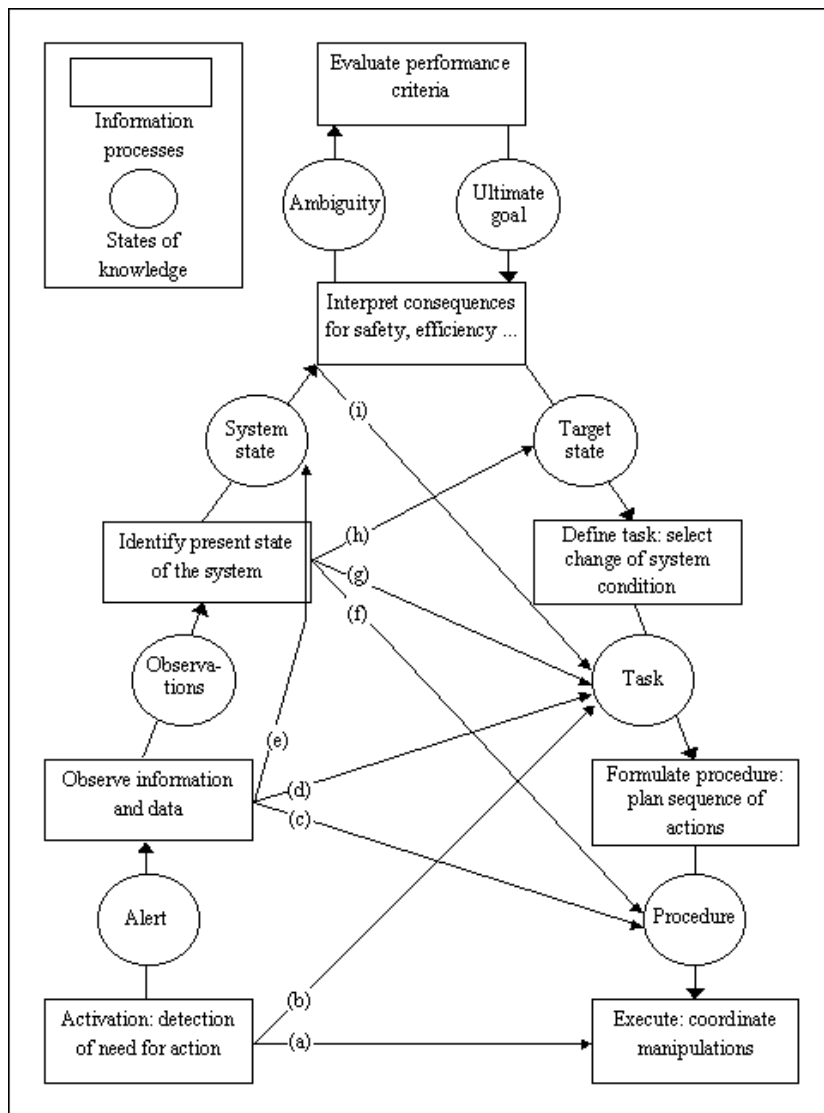 Evaluate performance
criteria
Information
processes
States of
knowledge
Ambiguity
Ultimate
goal
Interpret consequences
for safety, efficiency ...
(i)
System
state
Target
state
Identify present state
of the system
(h)
(g)
(f)
Define task: select
change of system
condition
Observa-
tions
Task
(e)
Observe information
and data
(d)
(c)
Formulate procedure:
plan sequence of
actions
Alert
Procedure
(b)
Activation: detection
of need for action
(a)
Execute: coordinate
manipulations